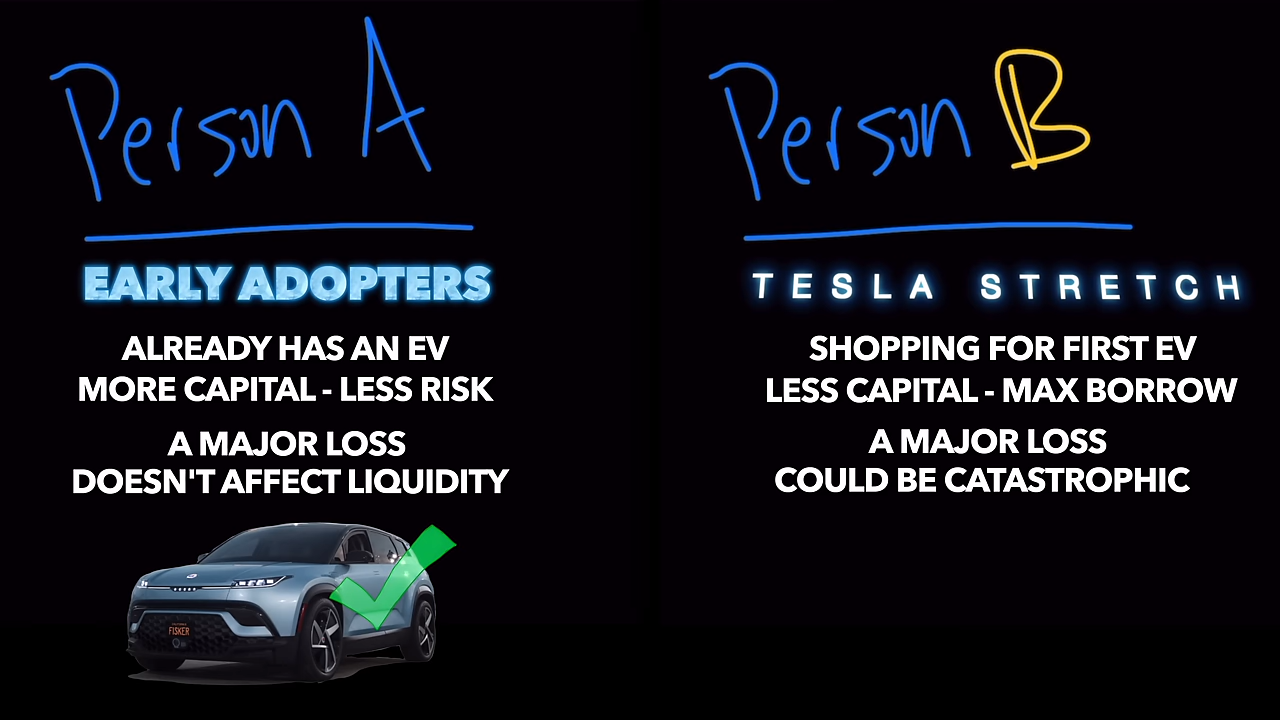 Person A
EARLY ADOPTERS
ALREADY HAS AN EV
MORE CAPITAL - LESS RISK
A MAJOR LOSS
DOESN'T AFFECT LIQUIDITY
FISKER
Person B
TESLA STRETCH
SHOPPING FOR FIRST EV
LESS CAPITAL - MAX BORROW
A MAJOR LOSS
COULD BE CATASTROPHIC